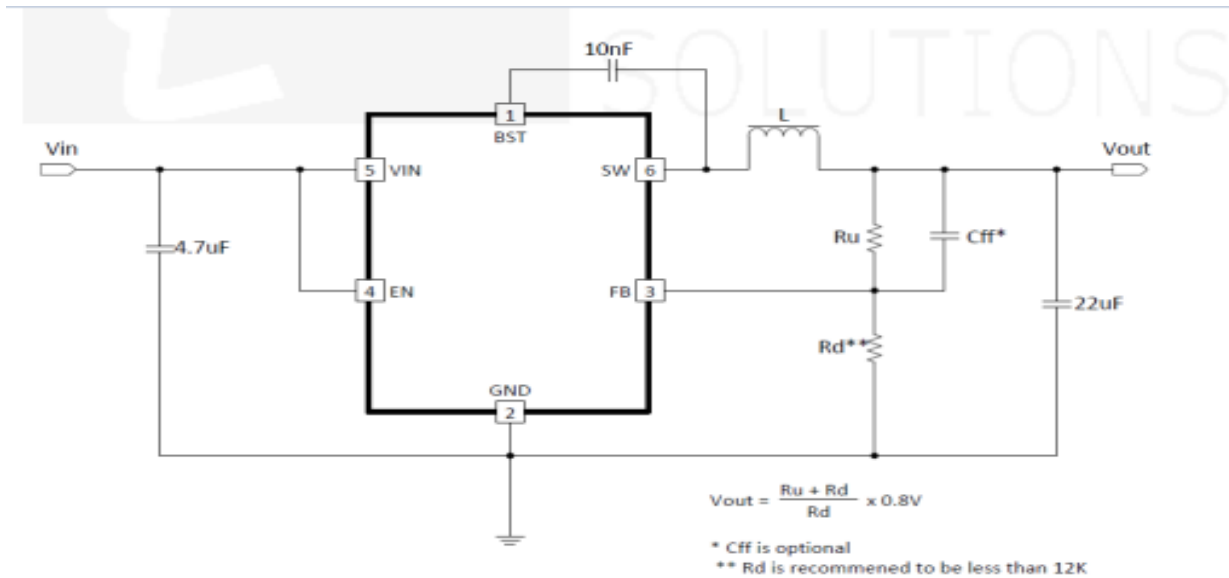 SOLUTIONS
10nF
1
BST
L
Vin
Vout
5 VIN
SW 6
Ru
Cff*
4.7uF
4 EN
FB 3
22uF
Rd**
GND
2
Vout = Ru + Rd / Rd x 0.8V
* Cff is optional
** Rd is recommened to be less than 12K